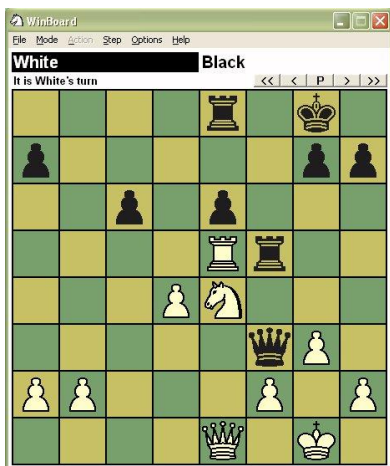 WinBoard
File Mode Action Step Options Help
White Black
It is White's turn << < P > >>